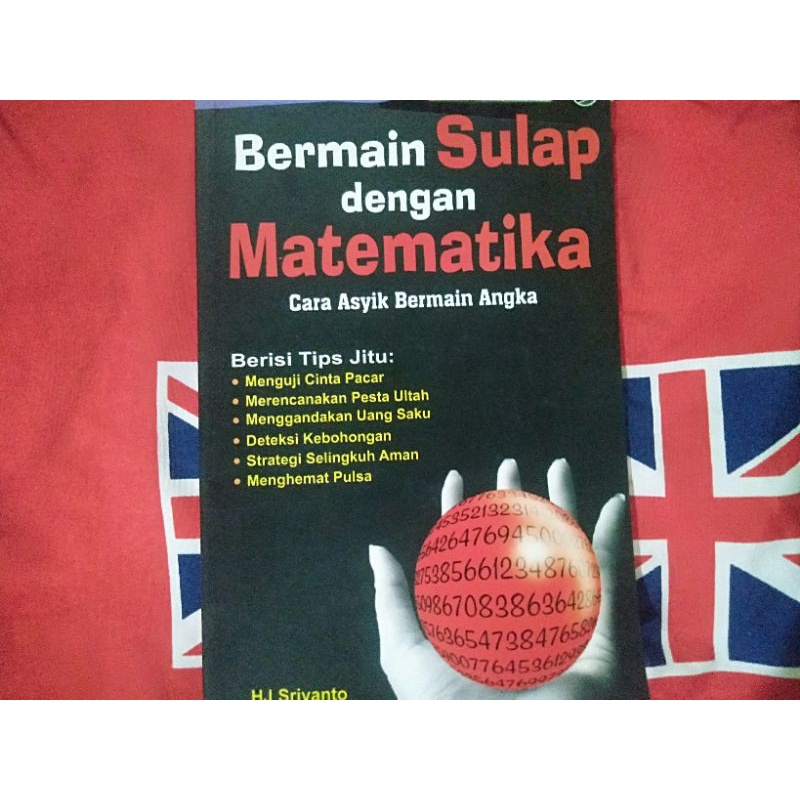 Bermain Sulap
dengan
Matematika
Cara Asyik Bermain Angka
Berisi Tips Jitu:
• Menguji Cinta Pacar
• Merencanakan Pesta Ultah
• Menggandakan Uang Saku
• Deteksi Kebohongan
• Strategi Selingkuh Aman
• Menghemat Pulsa
H.J Sriyanto